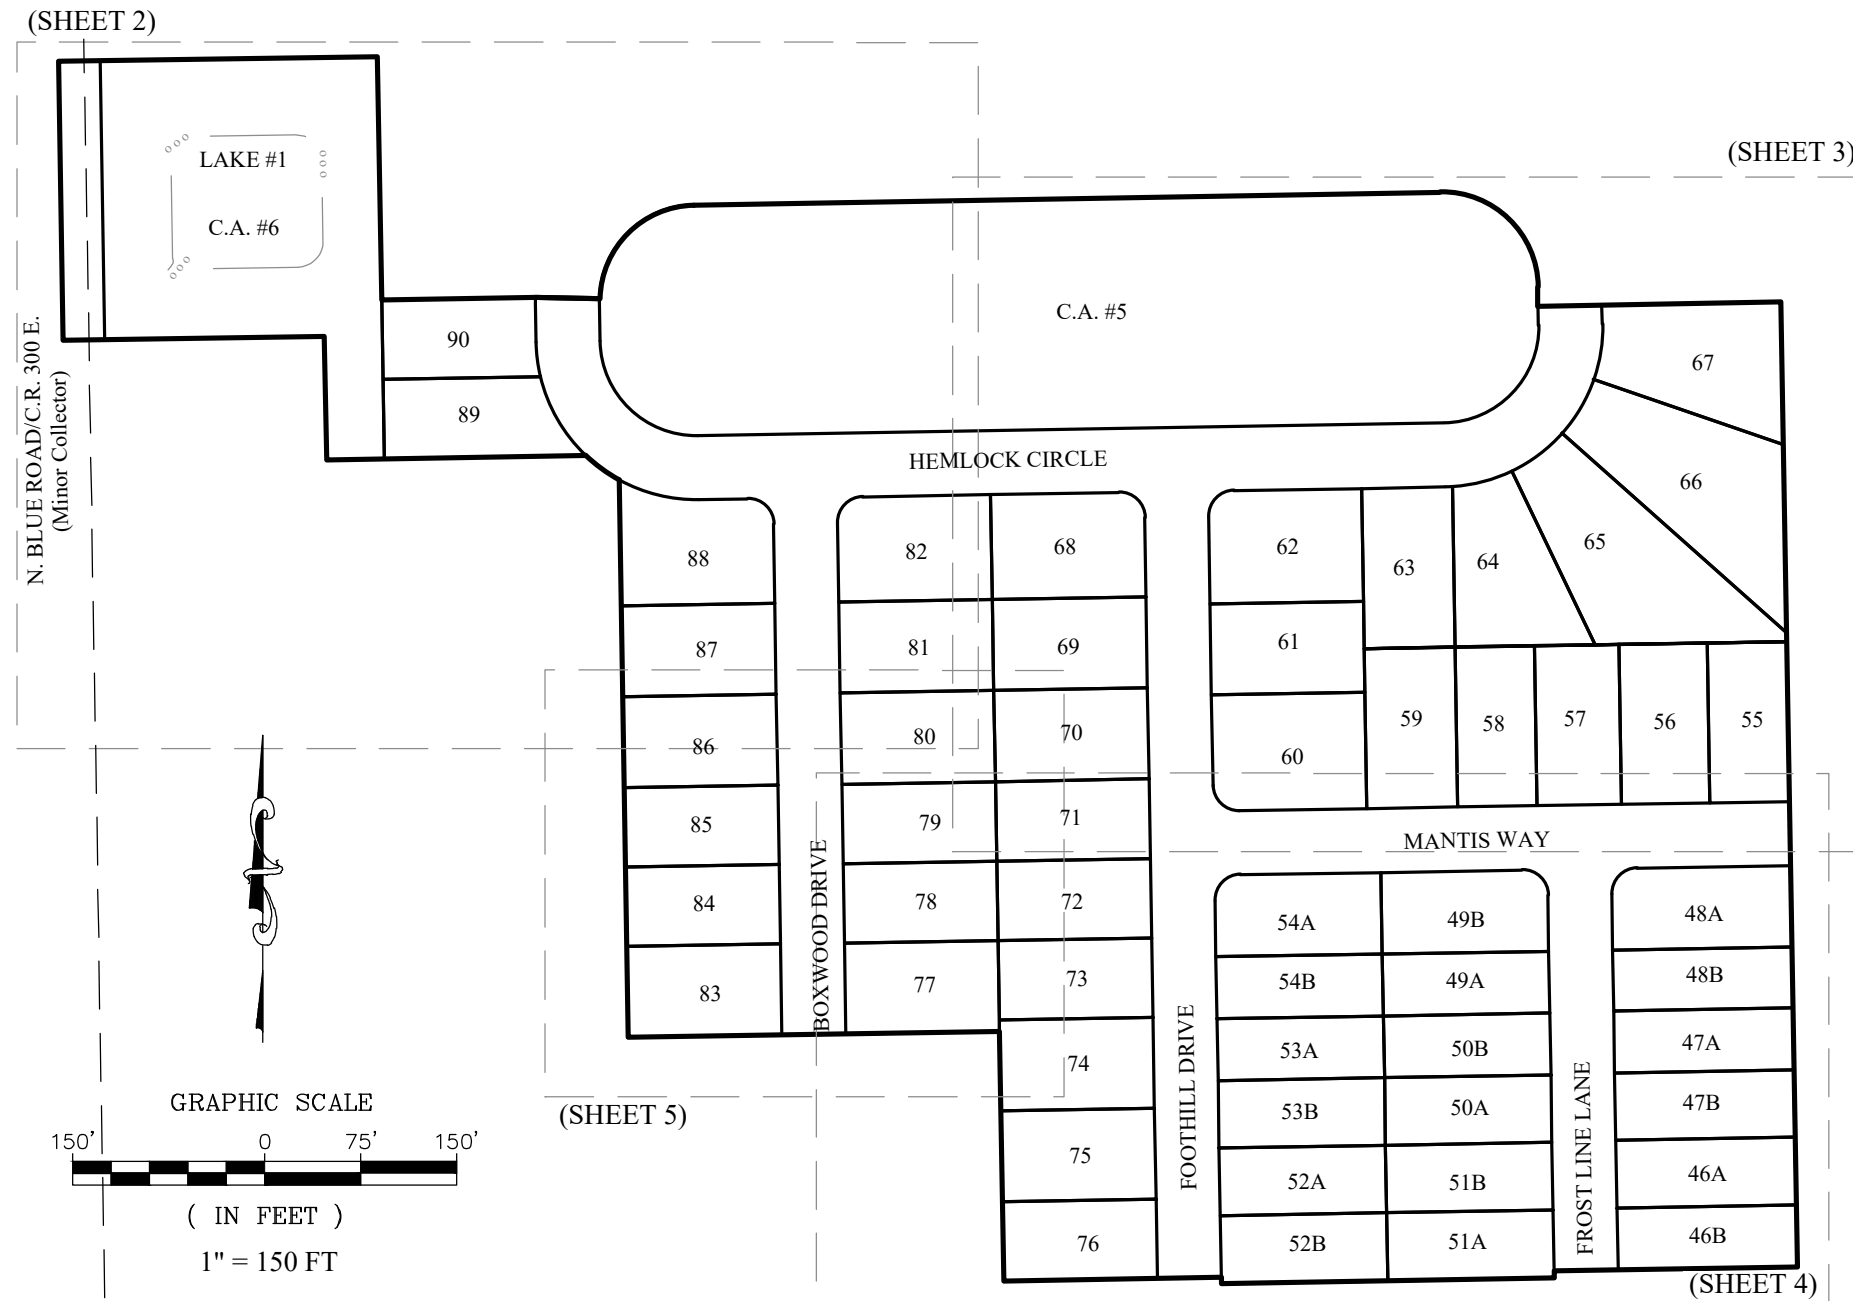 (SHEET 2)
(SHEET 3)
LAKE #1
C.A. #6
C.A. #5
N. BLUE ROAD/C.R. 300 E.
(Minor Collector)
90
67
89
HEMLOCK CIRCLE
66
88
82
68
62
63
64
65
87
81
69
61
86
80
70
60
59
58
57
56
55
85
79
71
MANTIS WAY
BOXWOOD DRIVE
84
78
72
54A
49B
48A
83
77
73
54B
49A
48B
FOOTHILL DRIVE
74
53A
50B
47A
FROST LINE LANE
53B
50A
47B
75
52A
51B
46A
76
52B
51A
46B
(SHEET 5)
(SHEET 4)
GRAPHIC SCALE
150' 0 75' 150'
( IN FEET )
1" = 150 FT